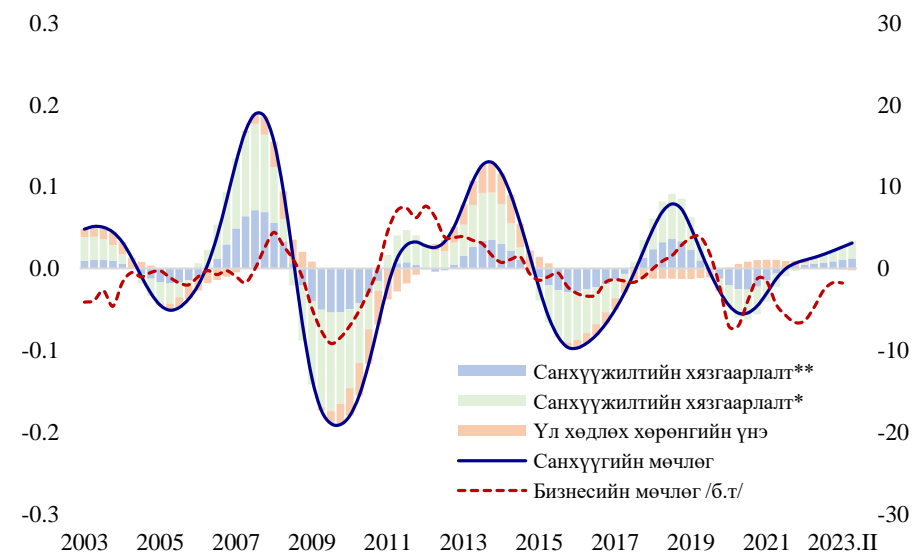 0.3 30
0.2 20
0.1 10
0.0 0
-0.1 -10
Санхүүжилтийн хязгаарлалт**
Санхүүжилтийн хязгаарлалт*
-0.2 -20
Үл хөдлөх хөрөнгийн үнэ
Санхүүгийн мөчлөг
Бизнесийн мөчлөг /б.т/
-0.3 -30
2003 2005 2007 2009 2011 2013 2015 2017 2019 2021 2023.II